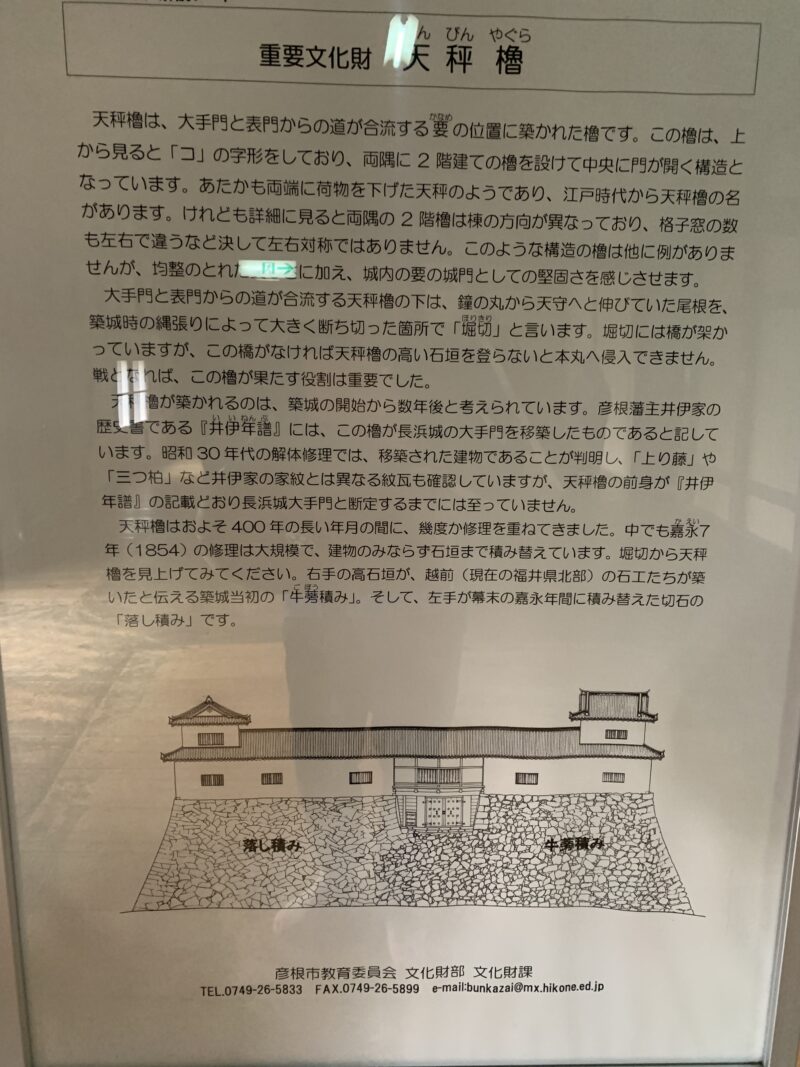 んびん やぐら
重要文化財 天秤櫓
かなめ
天秤櫓は、大手門と表門からの道が合流する要の位置に築かれた櫓です。この櫓は、上
から見ると「コ」の字形をしており、両隅に2階建ての櫓を設けて中央に門が開く構造と
なっています。あたかも両端に荷物を下げた天秤のようであり、江戸時代から天秤櫓の名
があります。けれども詳細に見ると両隅の2階櫓は棟の方向が異なっており、格子窓の数
も左右で違うなど決して左右対称ではありません。このような構造の櫓は他に例がありま
せんが、均整のとれた に加え、城内の要の城門としての堅固さを感じさせます。
大手門と表門からの道が合流する天秤櫓の下は、鐘の丸から天守へと伸びていた尾根を、
ほりきり
築城時の縄張りによって大きく断ち切った箇所で「堀切」と言います。堀切には橋が架か
っていますが、この橋がなければ天秤櫓の高い石垣を登らないと本丸へ侵入できません。
戦となれば、この櫓が果たす役割は重要でした。
天秤櫓が築かれるのは、築城の開始から数年後と考えられています。彦根藩主井伊家の
いいねんぷ
歴史書である『井伊年譜』には、この櫓が長浜城の大手門を移築したものであると記して
います。昭和30年代の解体修理では、移築された建物であることが判明し、「上り藤」や
「三つ柏」など井伊家の家紋とは異なる紋瓦も確認していますが、天秤櫓の前身が『井伊
年譜』の記載どおり長浜城大手門と断定するまでには至っていません。
かえい
天秤櫓はおよそ400年の長い年月の間に、幾度か修理を重ねてきました。中でも嘉永7
年（1854）の修理は大規模で、建物のみならず石垣まで積み替えています。堀切から天秤
櫓を見上げてみてください。右手の高石垣が、越前（現在の福井県北部）の石工たちが築
ごぼう
いたと伝える築城当初の「牛蒡積み」。そして、左手が幕末の嘉永年間に積み替えた切石の
「落し積み」です。
落し積み
牛蒡積み
彦根市教育委員会 文化財部 文化財課
TEL.0749-26-5833 FAX.0749-26-5899 e-mail:bunkazai@mx.hikone.ed.jp